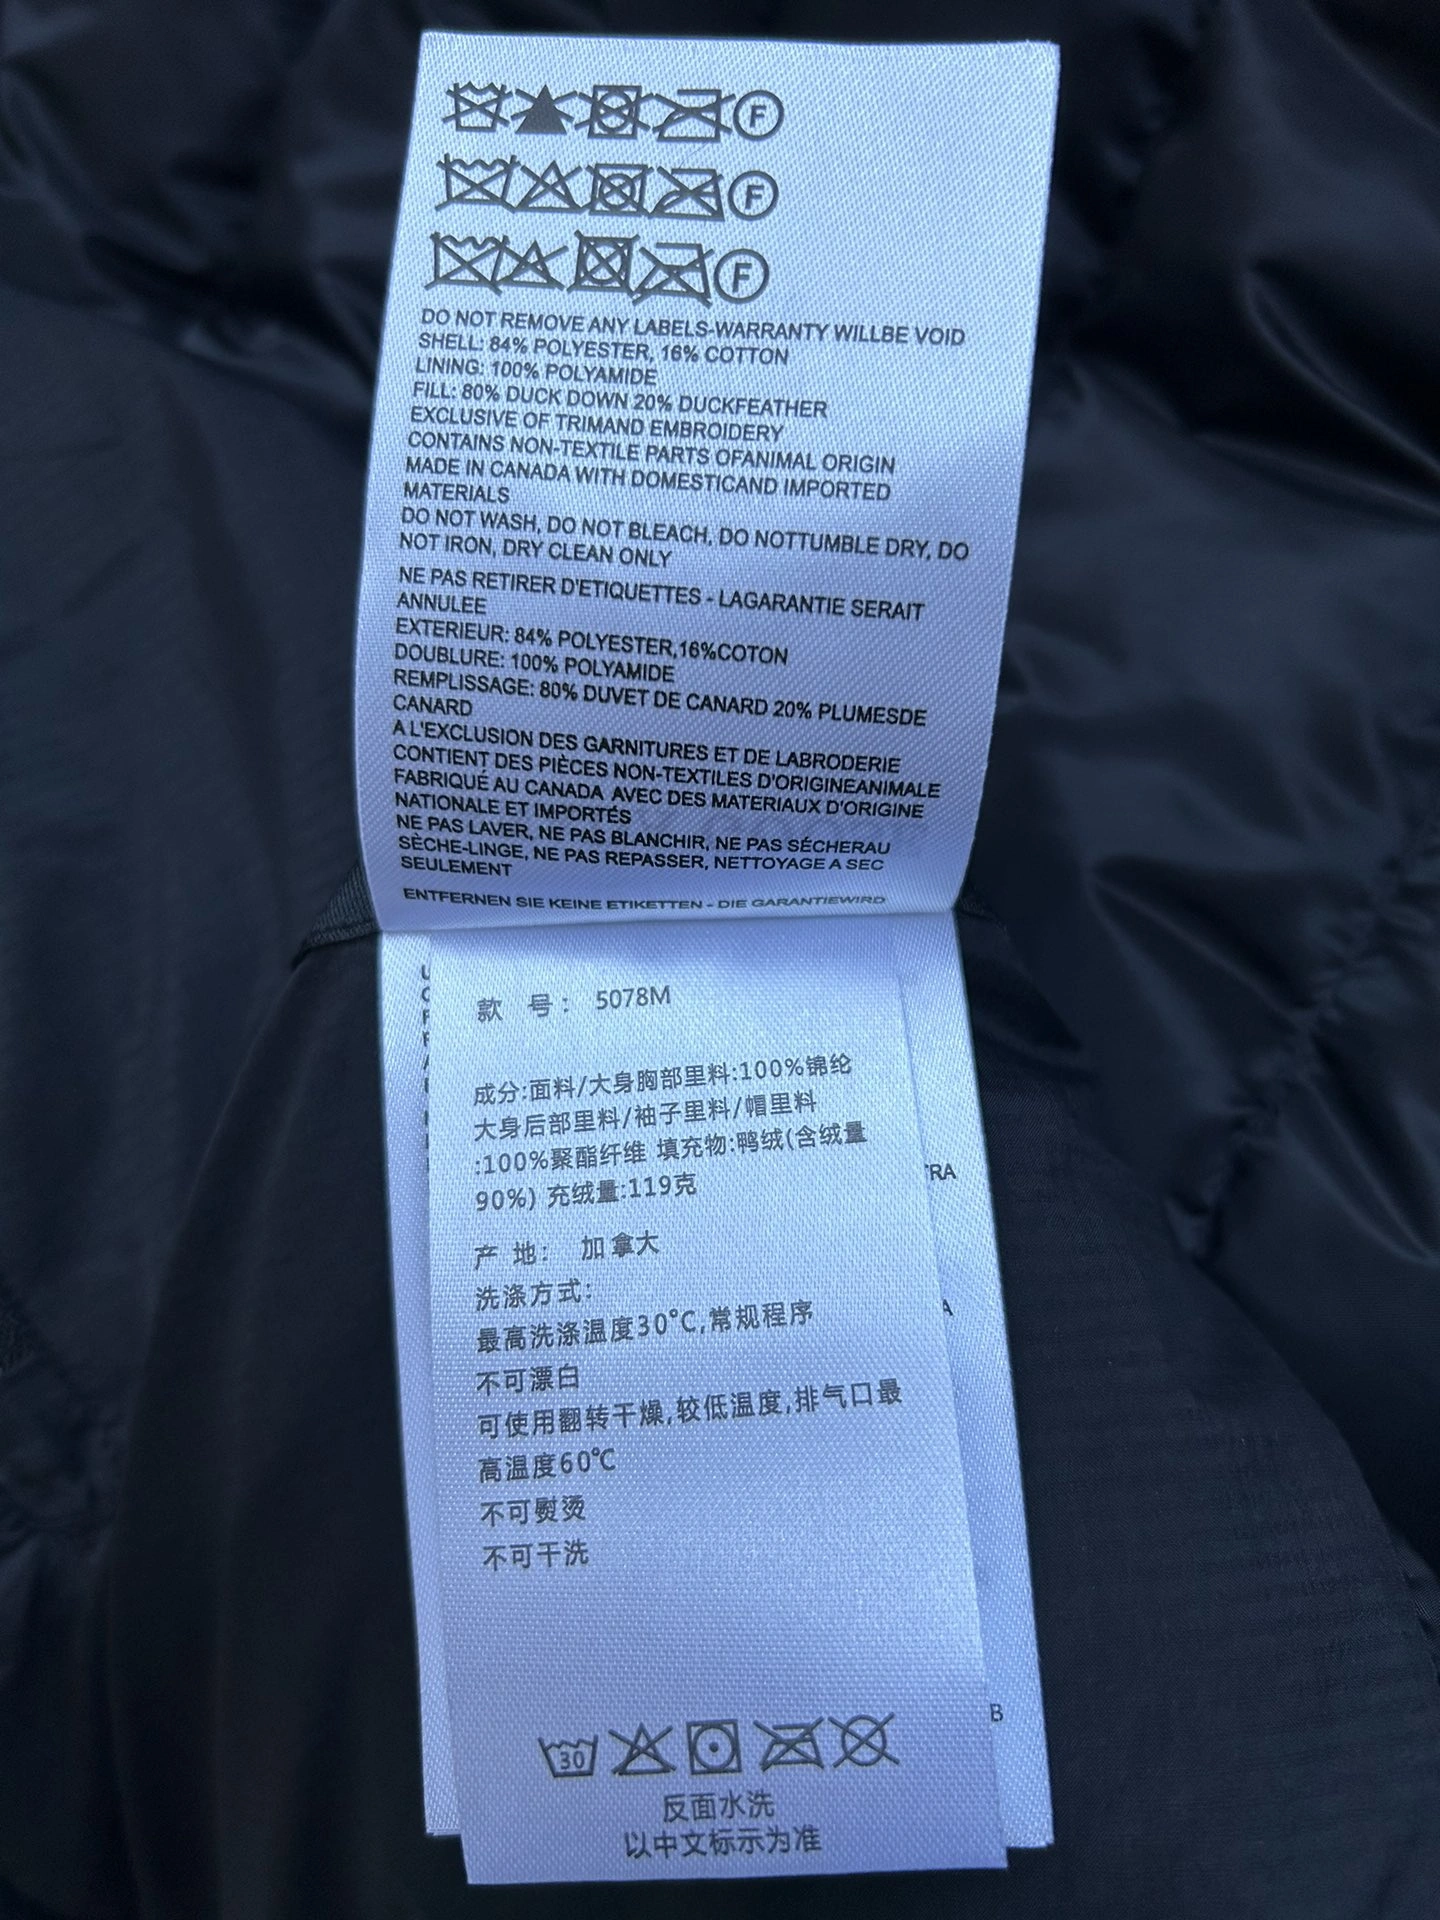 F
F
F
DO NOT REMOVE ANY LABELS-WARRANTY WILLBE VOID
SHELL: 84% POLYESTER, 16% COTTON
LINING: 100% POLYAMIDE
FILL: 80% DUCK DOWN 20% DUCKFEATHER
EXCLUSIVE OF TRIMAND EMBROIDERY
CONTAINS NON-TEXTILE PARTS OFANIMAL ORIGIN
MADE IN CANADA WITH DOMESTICAND IMPORTED
MATERIALS
DO NOT WASH, DO NOT BLEACH, DO NOTTUMBLE DRY, DO
NOT IRON, DRY CLEAN ONLY
NE PAS RETIRER D'ETIQUETTES - LAGARANTIE SERAIT
ANNULEE
EXTERIEUR: 84% POLYESTER,16%COTON
DOUBLURE: 100% POLYAMIDE
REMPLISSAGE: 80% DUVET DE CANARD 20% PLUMESDE
CANARD
A L'EXCLUSION DES GARNITURES ET DE LABRODERIE
CONTIENT DES PIÈCES NON-TEXTILES D'ORIGINEANIMALE
FABRIQUÉ AU CANADA AVEC DES MATERIAUX D'ORIGINE
NATIONALE ET IMPORTÉS
NE PAS LAVER, NE PAS BLANCHIR, NE PAS SÉCHERAU
SÈCHE-LINGE, NE PAS REPASSER, NETTOYAGE A SEC
SEULEMENT
ENTFERNEN SIE KEINE ETIKETTEN - DIE GARANTIEWIRD
款 号： 5078M
成分:面料/大身胸部里料:100%锦纶
大身后部里料/袖子里料/帽里料
:100%聚酯纤维 填充物:鸭绒(含绒量
90%) 充绒量:119克
产 地： 加拿大
洗涤方式：
最高洗涤温度30℃,常规程序
不可漂白
可使用翻转干燥,较低温度,排气口最
高温度60℃
不可熨烫
不可干洗
30
反面水洗
以中文标示为准
TRA
A
B